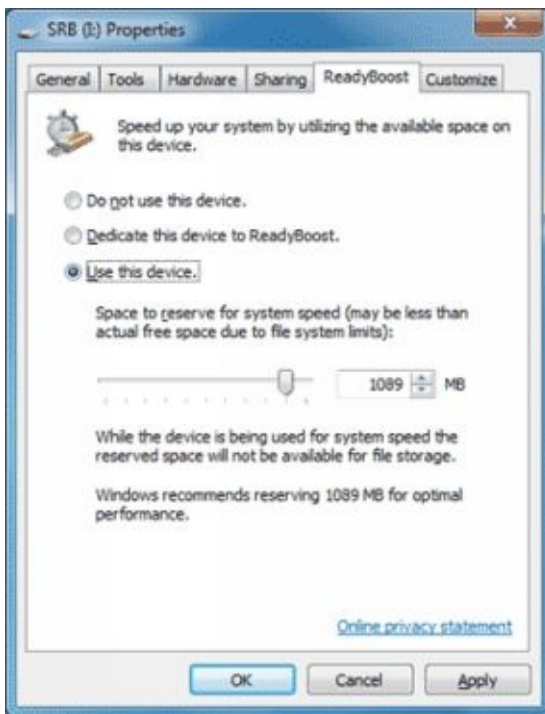 SRB (I:) Properties
General Tools Hardware Sharing ReadyBoost Customize
Speed up your system by utilizing the available space on
this device.
Do not use this device.
Dedicate this device to ReadyBoost.
Use this device.
Space to reserve for system speed (may be less than
actual free space due to file system limits):
1089 MB
While the device is being used for system speed the
reserved space will not be available for file storage.
Windows recommends reserving 1089 MB for optimal
performance.
Online privacy statement
OK Cancel Apply